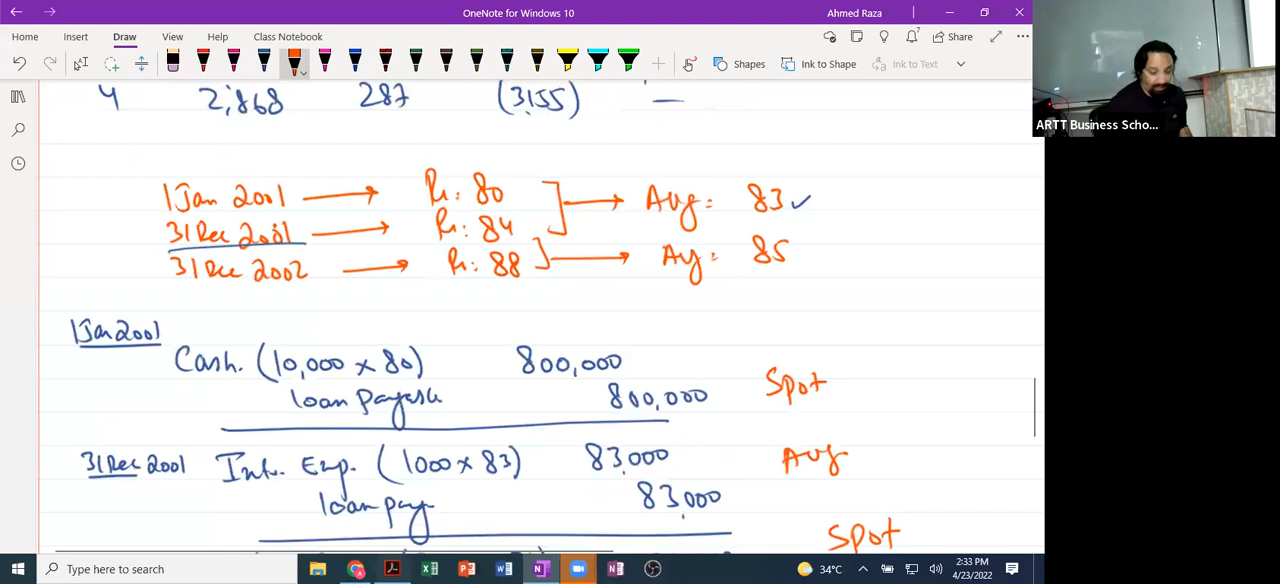 OneNote for Windows 10
Ahmed Raza
Home Insert Draw View Help Class Notebook
Share
Shapes Ink to Shape Ink to Text
ARTT Business Scho...
4 2,868 287 (3,155) —
1 Jan 2001 → Rs: 80 → Avg = 83 ✓
31 Dec 2001 → Rs: 84
31 Dec 2002 → Rs: 88 → Avg = 85
1 Jan 2001
Cash. (10,000 x 80) 800,000
loan payable 800,000 Spot
31 Dec 2001 Int. Exp. (1000 x 83) 83,000 Avg
loan pay 83,000
Spot
Type here to search
34°C
2:33 PM
4/23/2022